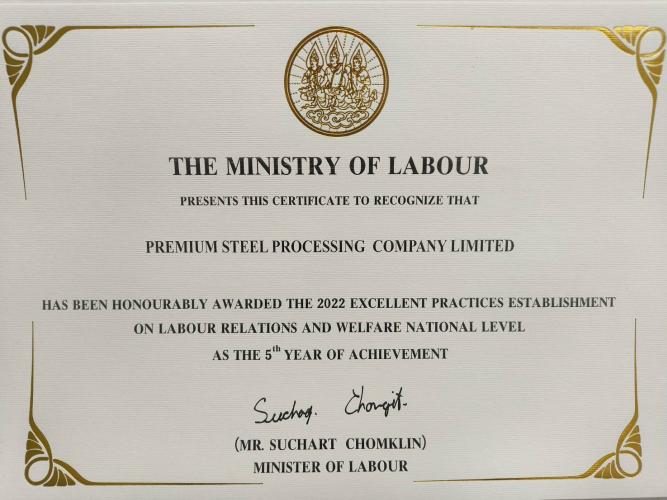 THE MINISTRY OF LABOUR
PRESENTS THIS CERTIFICATE TO RECOGNIZE THAT
PREMIUM STEEL PROCESSING COMPANY LIMITED
HAS BEEN HONOURABLY AWARDED THE 2022 EXCELLENT PRACTICES ESTABLISHMENT
ON LABOUR RELATIONS AND WELFARE NATIONAL LEVEL
AS THE 5th YEAR OF ACHIEVEMENT
(MR. SUCHART CHOMKLIN)
MINISTER OF LABOUR